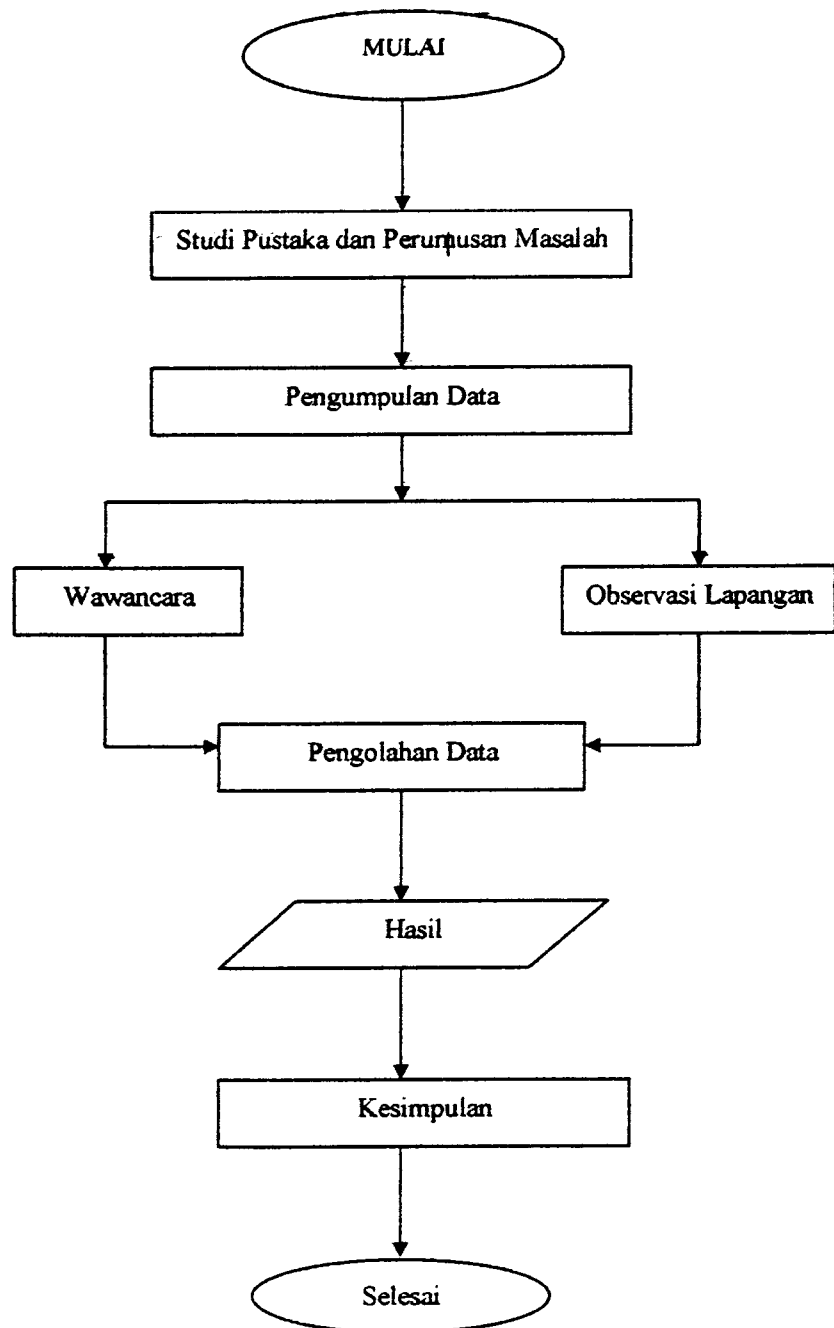 MULAI
Studi Pustaka dan Perumusan Masalah
Pengumpulan Data
Wawancara
Observasi Lapangan
Pengolahan Data
Hasil
Kesimpulan
Selesai